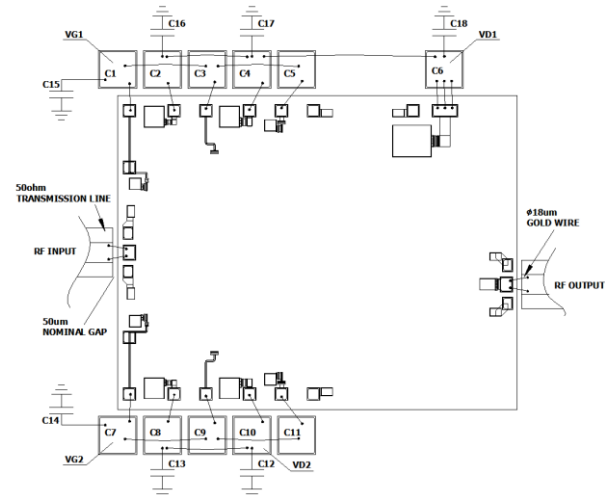 C16
C17
C18
VG1
VD1
C1
C2
C3
C4
C5
C6
C15
50ohm
TRANSMISSION LINE
RF INPUT
50um
NOMINAL GAP
ϕ18um
GOLD WIRE
RF OUTPUT
C14
C7
C8
C9
C10
C11
VG2
C13
C12
VD2